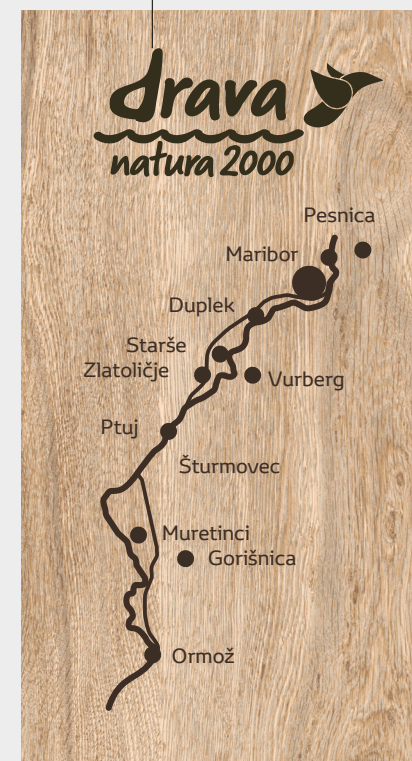 drava
natura 2000
Pesnica
Maribor
Duplek
Starše
Zlatoličje
Vurberg
Ptuj
Šturmovec
Muretinci
Gorišnica
Ormož